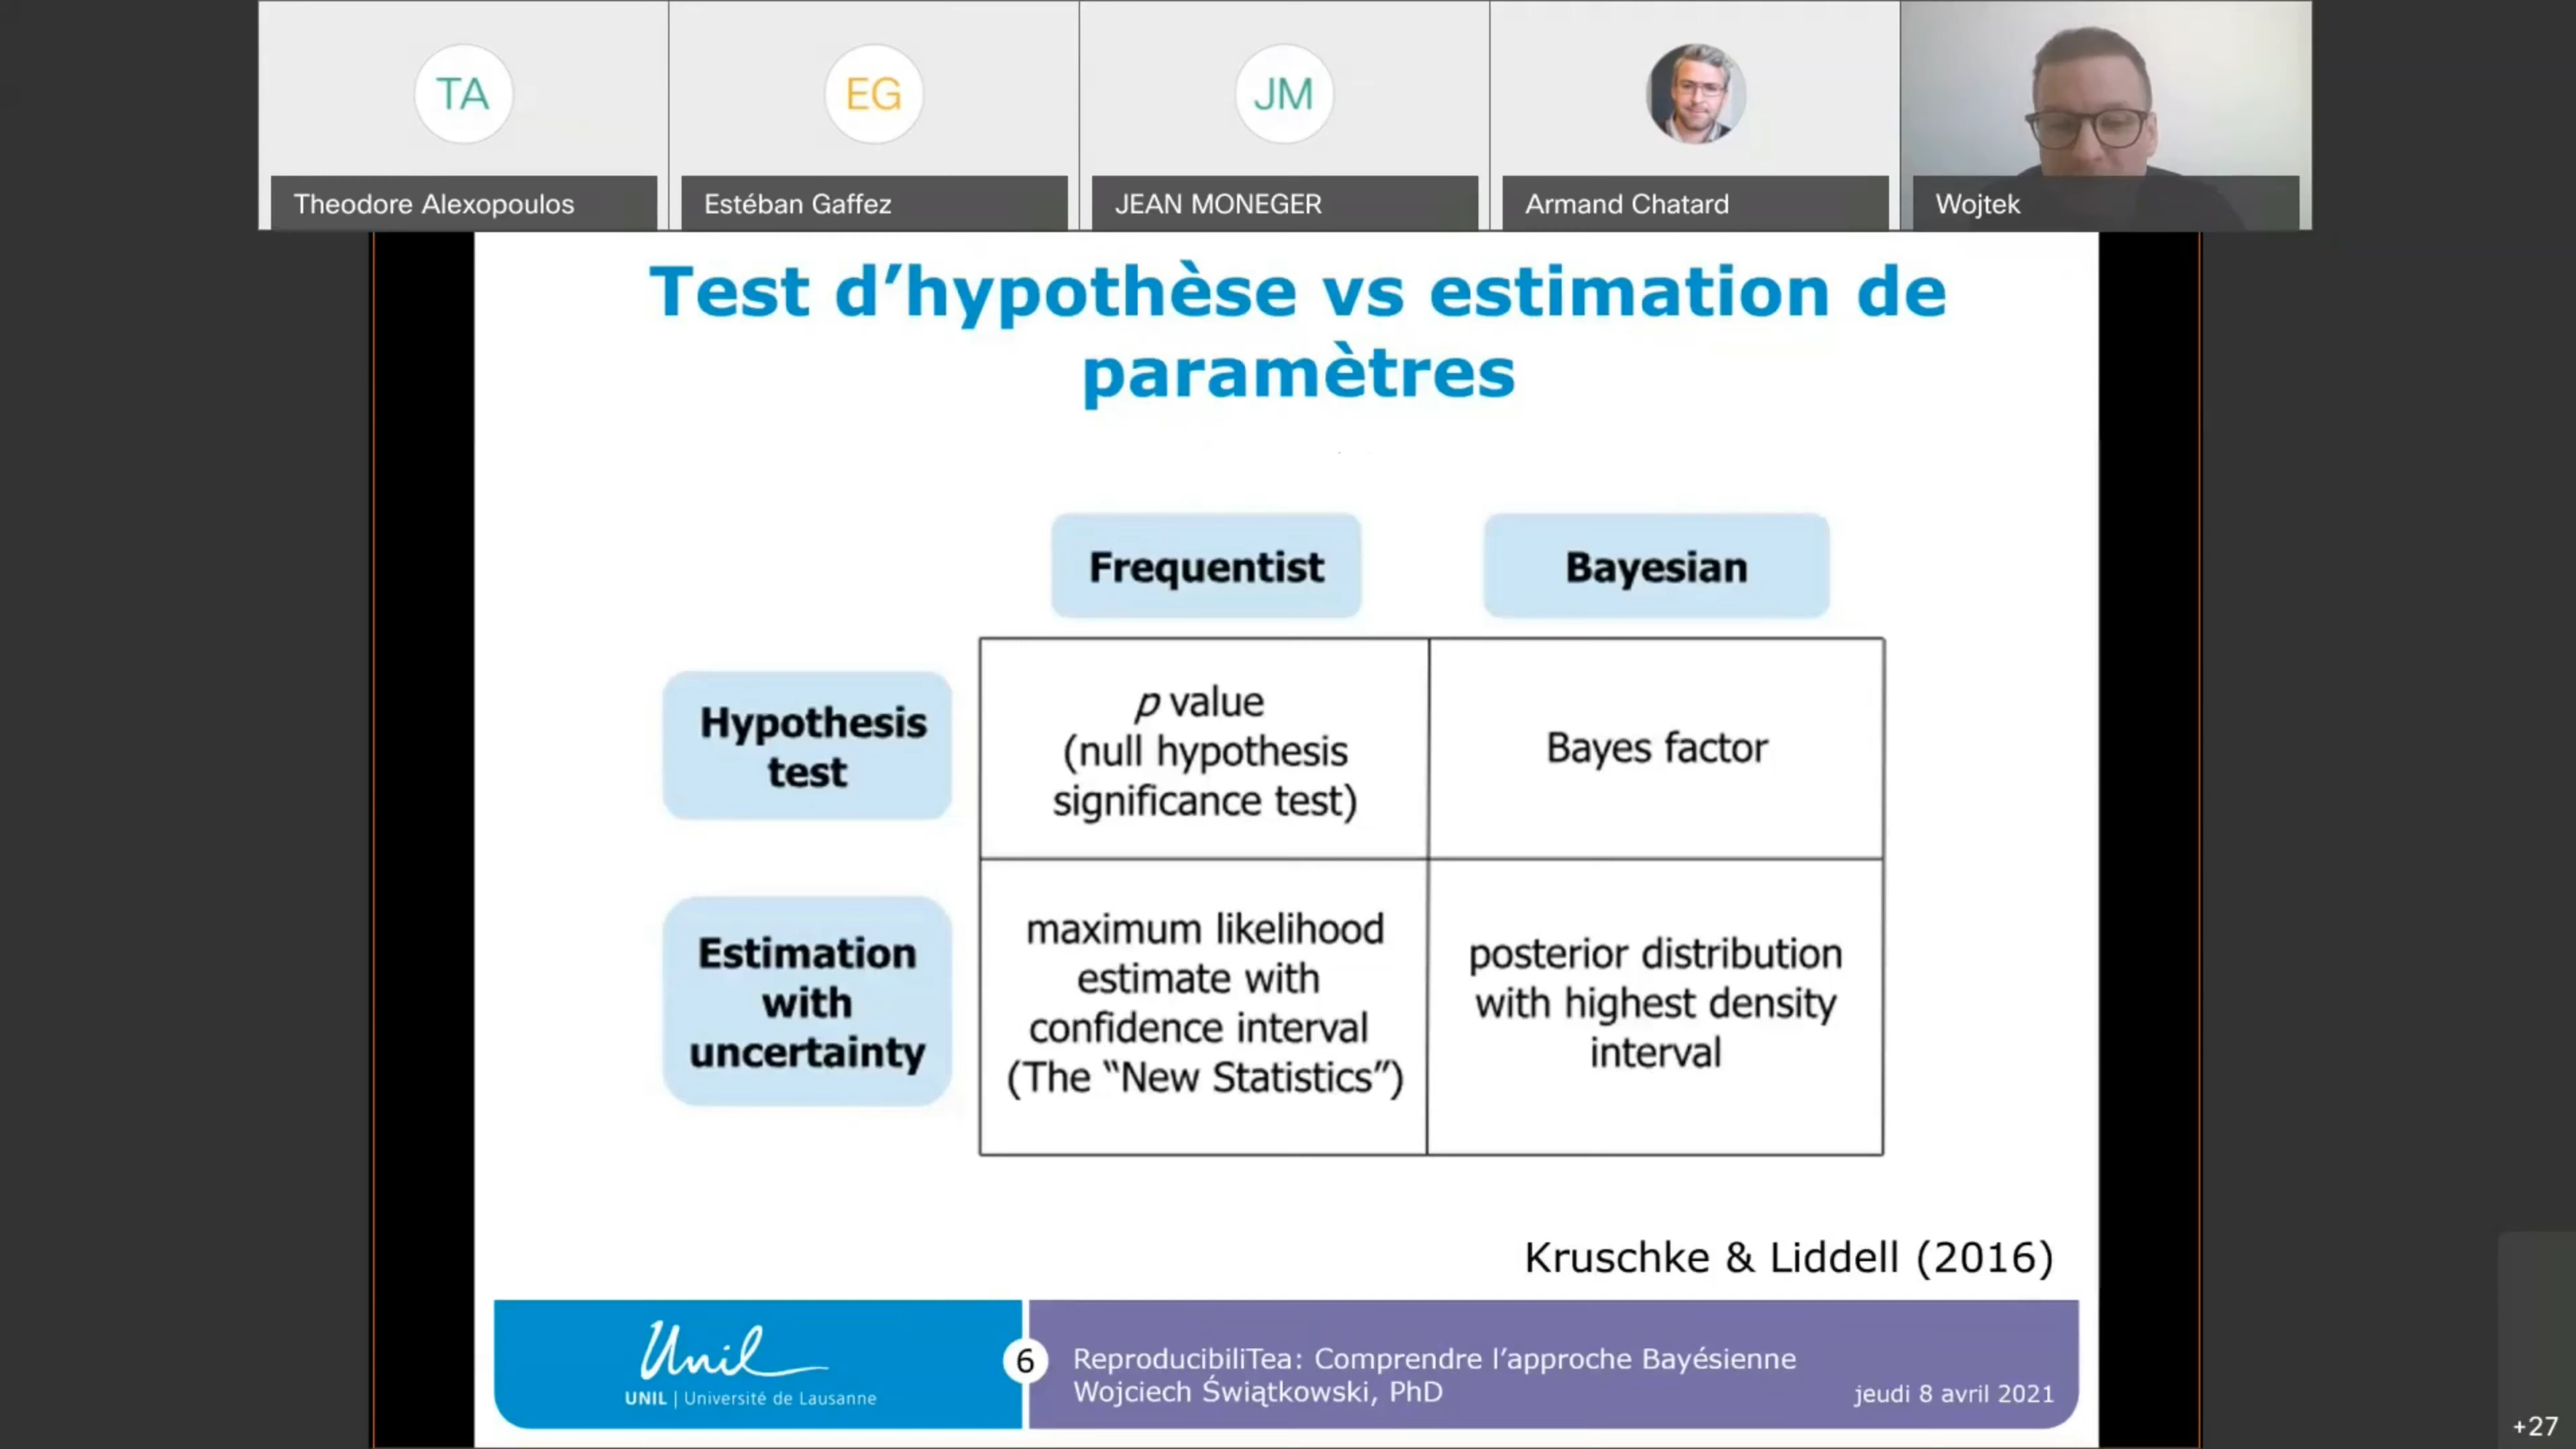 TA
EG
JM
Theodore Alexopoulos
Estéban Gaffez
JEAN MONEGER
Armand Chatard
Wojtek
Test d’hypothèse vs estimation de
paramètres
Frequentist
Bayesian
Hypothesis
test
p value
(null hypothesis
significance test)
Bayes factor
Estimation
with
uncertainty
maximum likelihood
estimate with
confidence interval
(The “New Statistics”)
posterior distribution
with highest density
interval
Kruschke & Liddell (2016)
Unil
UNIL | Université de Lausanne
6
ReproducibiliTea: Comprendre l’approche Bayésienne
Wojciech Świątkowski, PhD
jeudi 8 avril 2021
+27